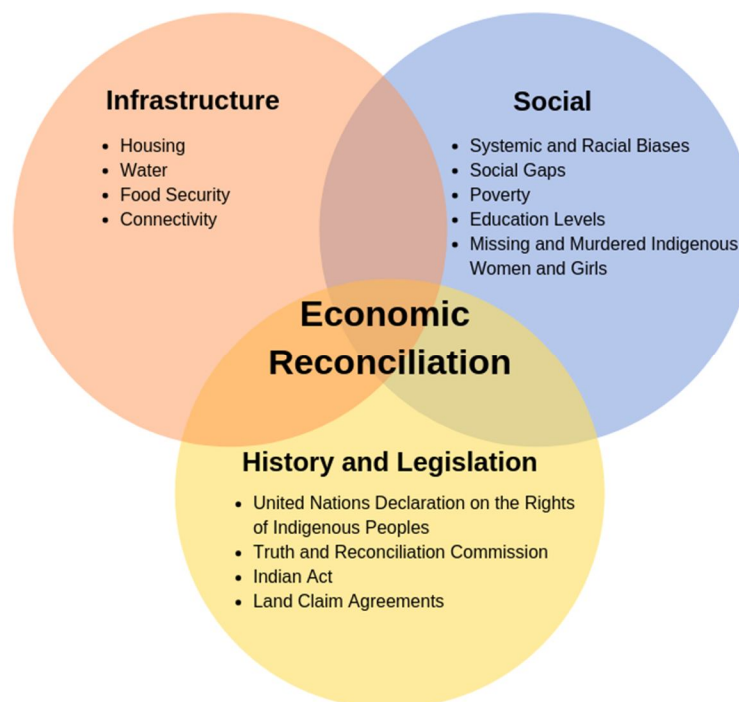 Infrastructure
• Housing
• Water
• Food Security
• Connectivity
Social
• Systemic and Racial Biases
• Social Gaps
• Poverty
• Education Levels
• Missing and Murdered Indigenous
Women and Girls
Economic
Reconciliation
History and Legislation
• United Nations Declaration on the Rights
of Indigenous Peoples
• Truth and Reconciliation Commission
• Indian Act
• Land Claim Agreements